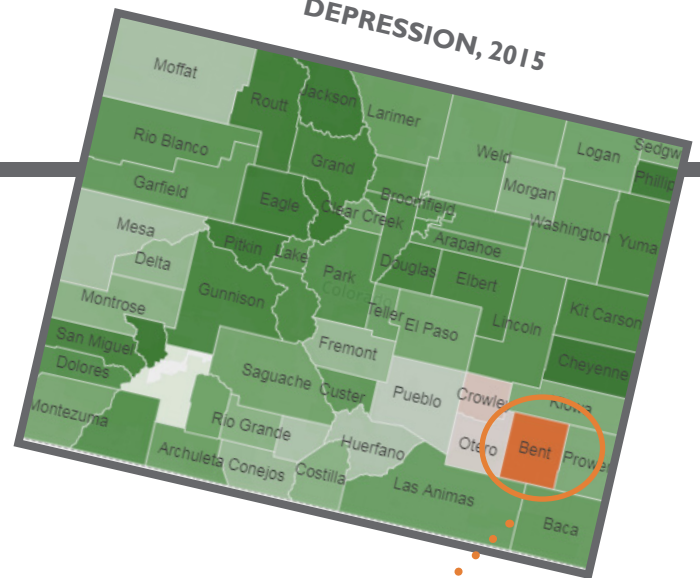 DEPRESSION, 2015
Moffat
Routt
Jackson
Larimer
Sedgw
Logan
Weld
Phillip
Rio Blanco
Grand
Morgan
Garfield
Eagle
Broomfield
Clear Creek
Washington
Yuma
Mesa
Arapahoe
Pitkin
Lake
Delta
Park
Douglas
Elbert
Colorado
Gunnison
Montrose
Teller
El Paso
Lincoln
Kit Carson
San Miguel
Fremont
Cheyenne
Dolores
Saguache
Custer
Pueblo
Crowle
Kiowa
Montezuma
Rio Grande
Huerfano
Otero
Bent
Prowe
Archuleta
Conejos
Costilla
Las Animas
Baca